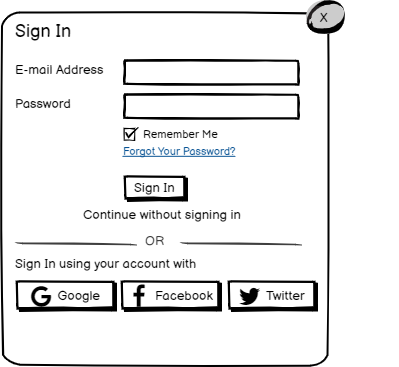 X
Sign In
E-mail Address
Password
Remember Me
Forgot Your Password?
Sign In
Continue without signing in
OR
Sign In using your account with
Google Facebook Twitter